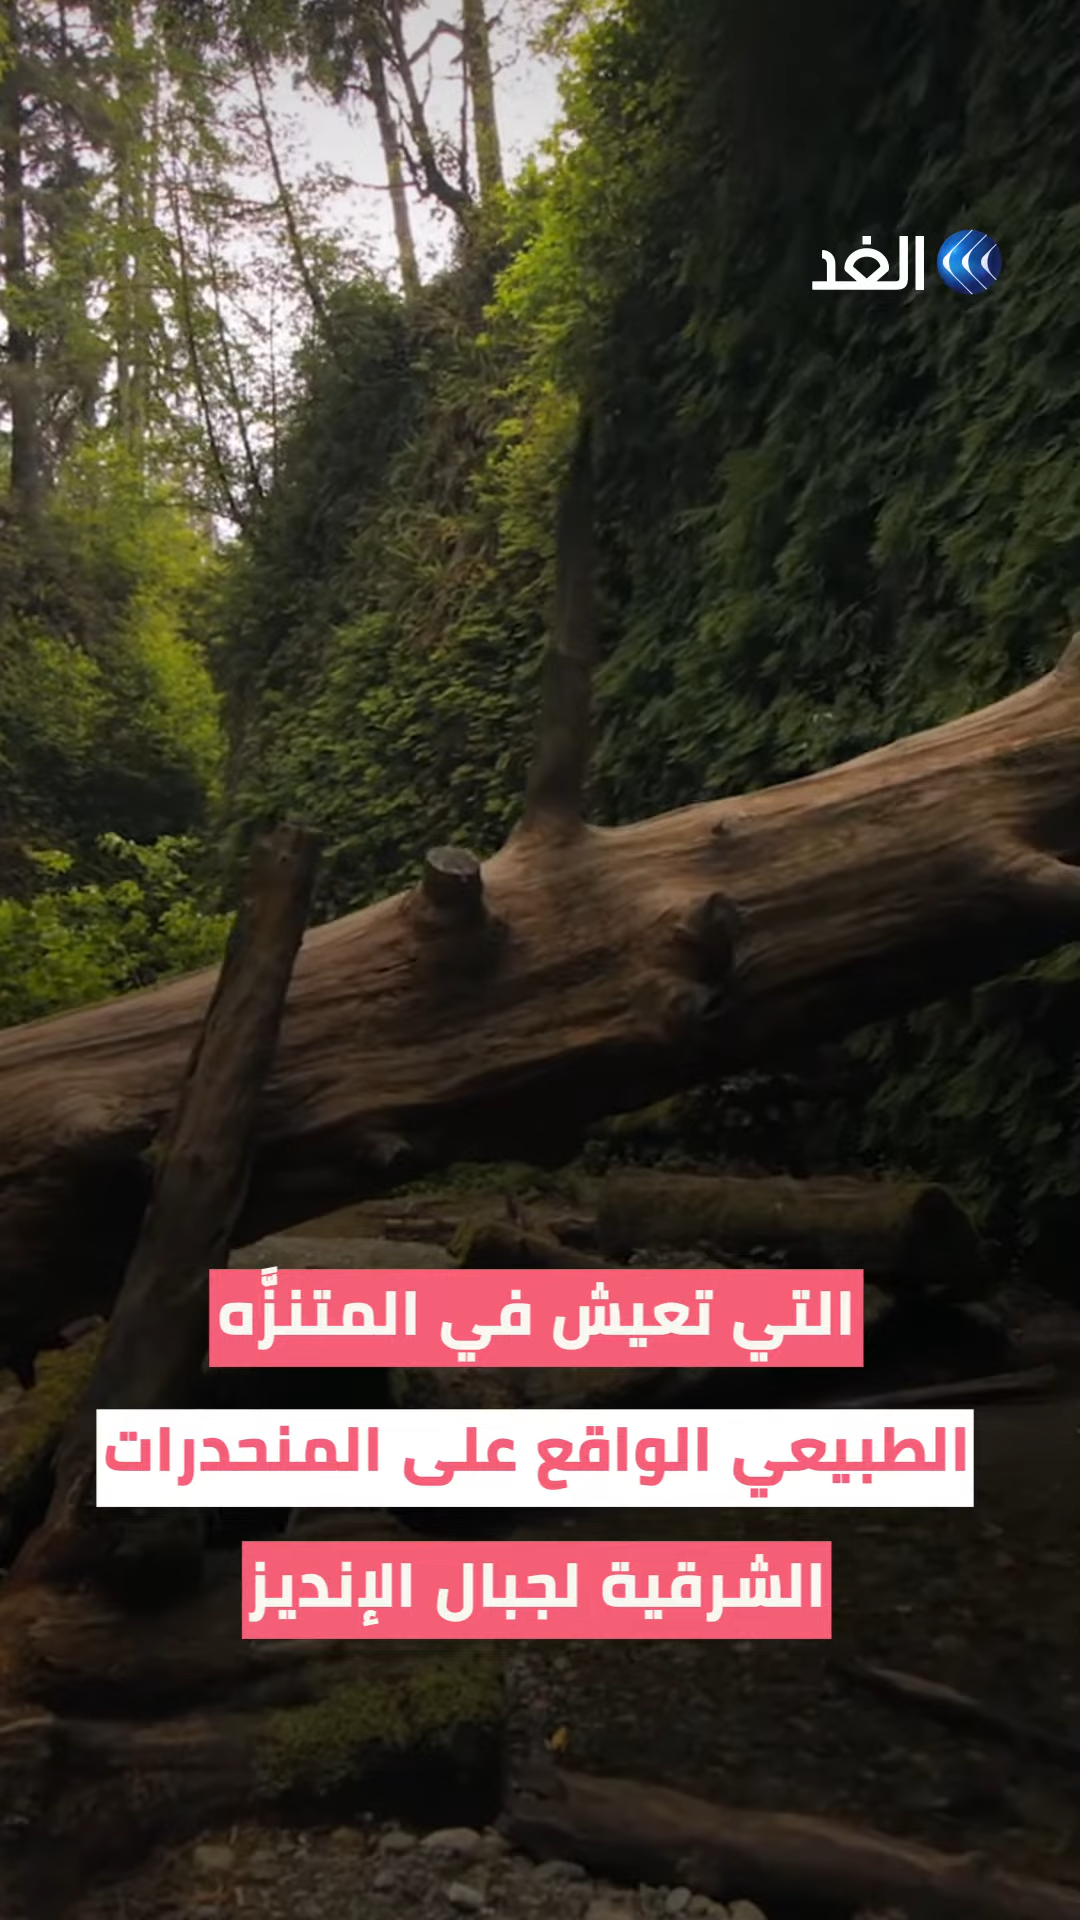 الغد
التي تعيش في المتنزَّه
الطبيعي الواقع على المنحدرات
الشرقية لجبال الإنديز